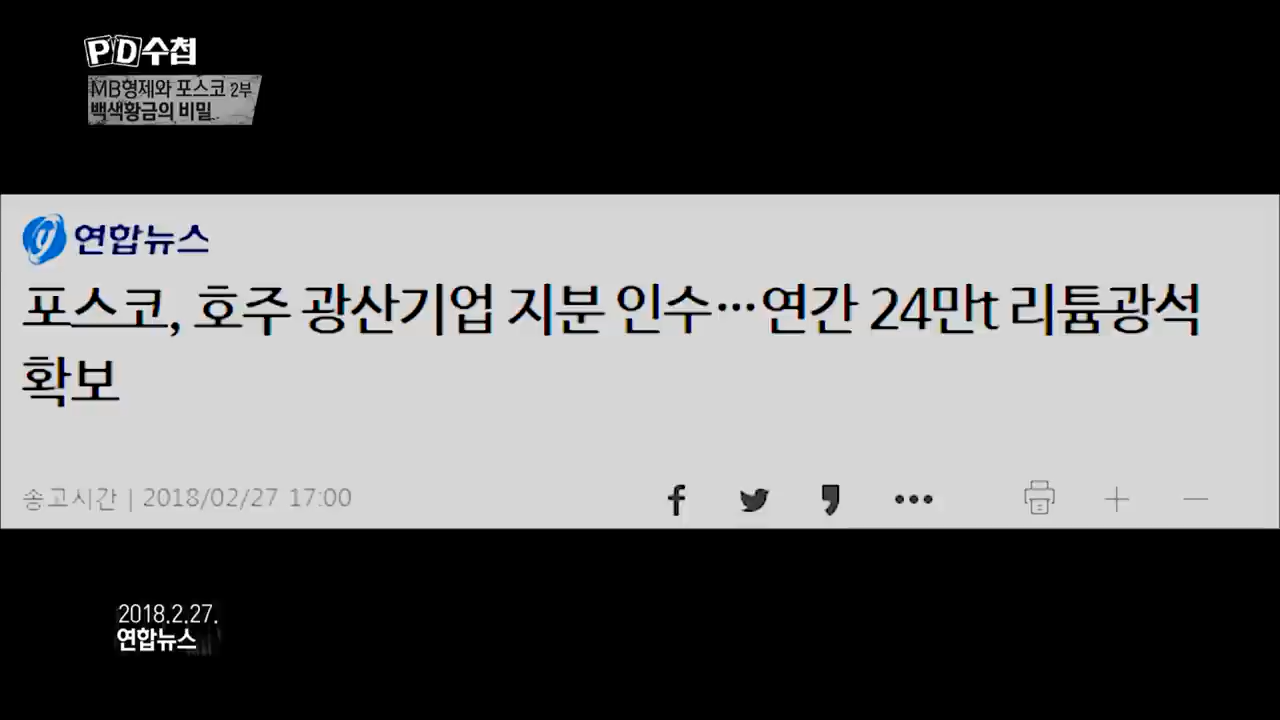 PD수첩
MB형제와 포스코 2부
백색황금의 비밀
연합뉴스
포스코, 호주 광산기업 지분 인수…연간 24만t 리튬광석
확보
송고시간 | 2018/02/27 17:00
2018.2.27.
연합뉴스